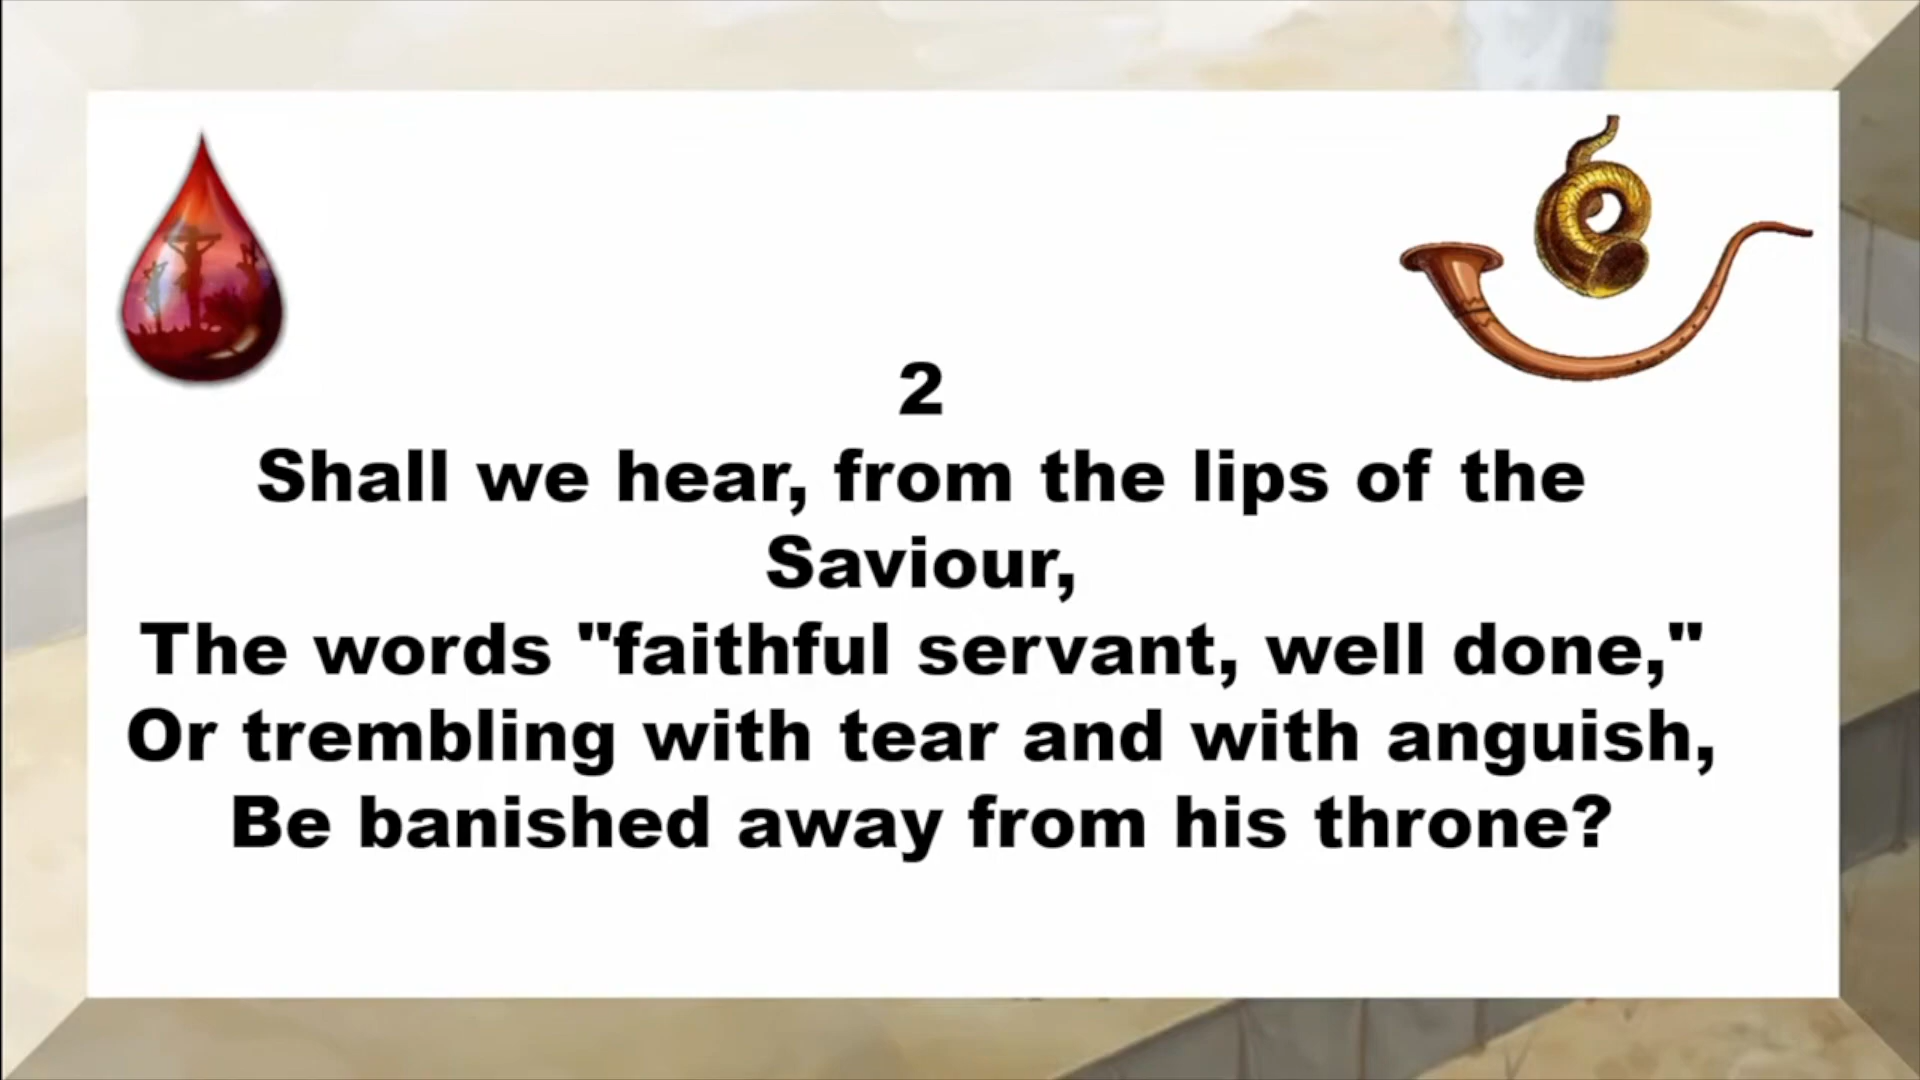 2
Shall we hear, from the lips of the
Saviour,
The words "faithful servant, well done,"
Or trembling with tear and with anguish,
Be banished away from his throne?